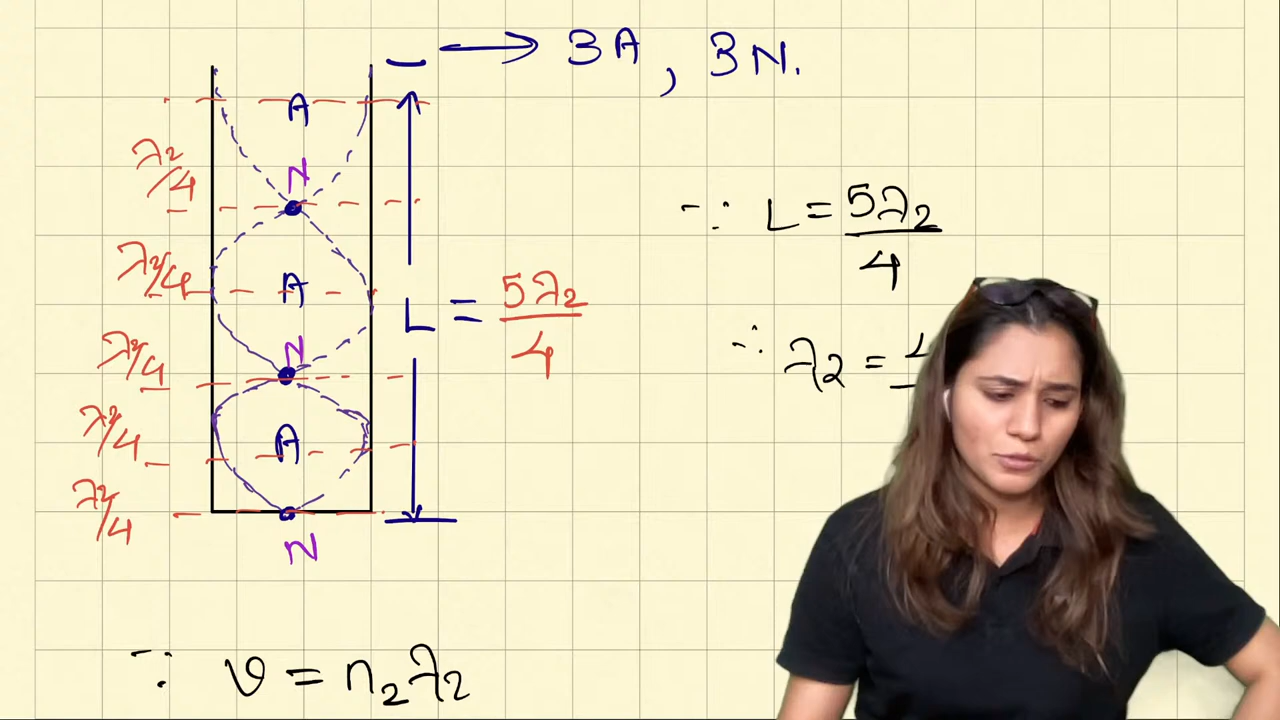 → 3A, 3N.
A
λ2/4
N
∵ L = 5λ2/4
λ2/4
A
L = 5λ2/4
λ2/4
N
∴ λ2 =
λ2/4
A
λ2/4
N
∵ v = n2λ2